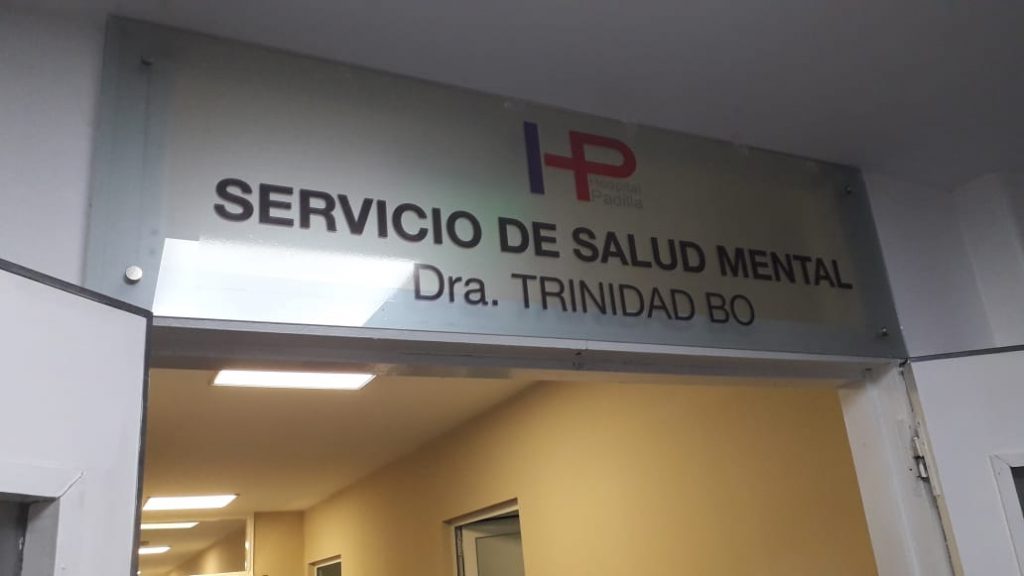 HP
Hospital
Padilla
SERVICIO DE SALUD MENTAL
Dra. TRINIDAD BO